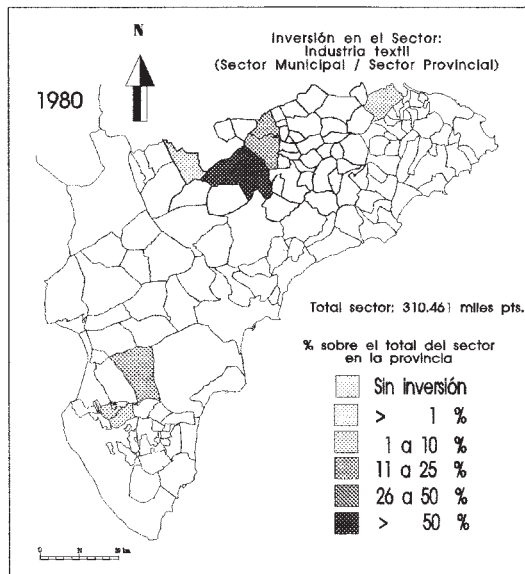 N
Inversión en el Sector:
Industria textil
(Sector Municipal / Sector Provincial)
1980
Total sector: 310.461 miles pts.
% sobre el total del sector
en la provincia
Sin inversión
> 1 %
1 a 10 %
11 a 25 %
26 a 50 %
> 50 %